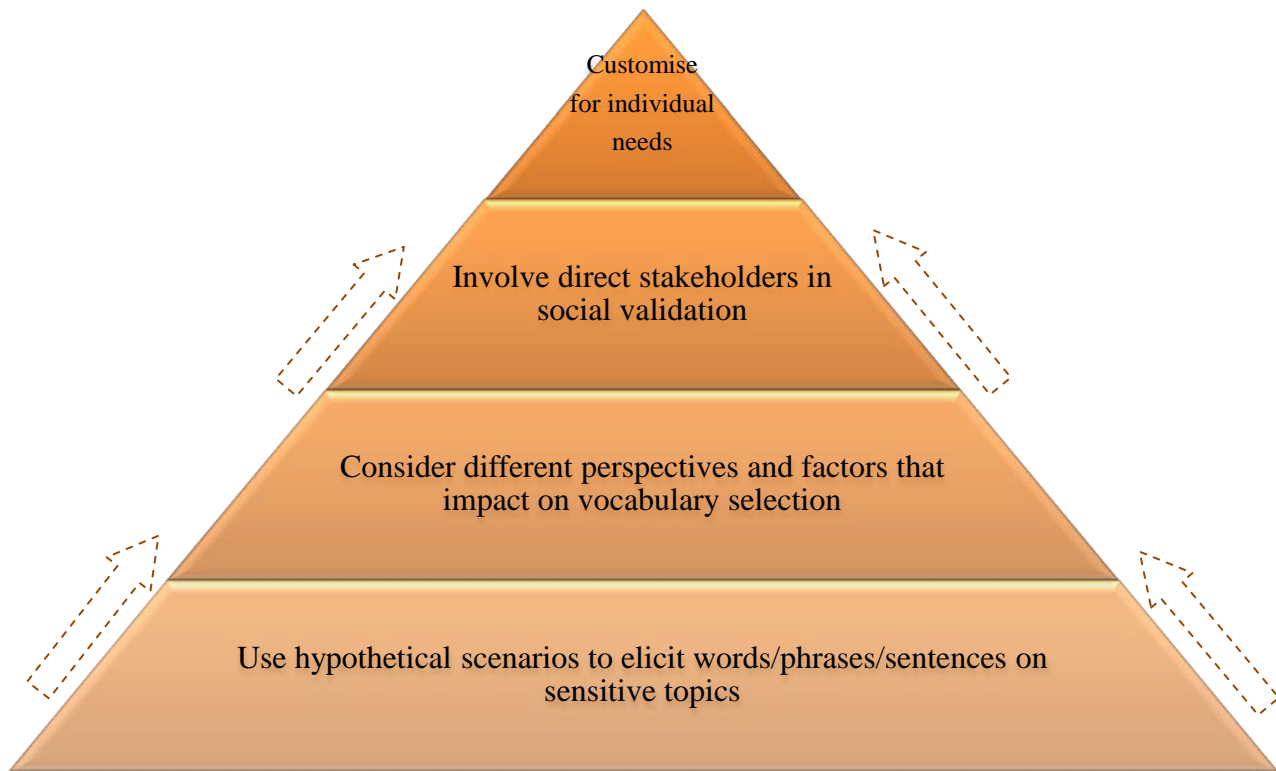 Customise
for individual
needs
Involve direct stakeholders in
social validation
Consider different perspectives and factors that
impact on vocabulary selection
Use hypothetical scenarios to elicit words/phrases/sentences on
sensitive topics